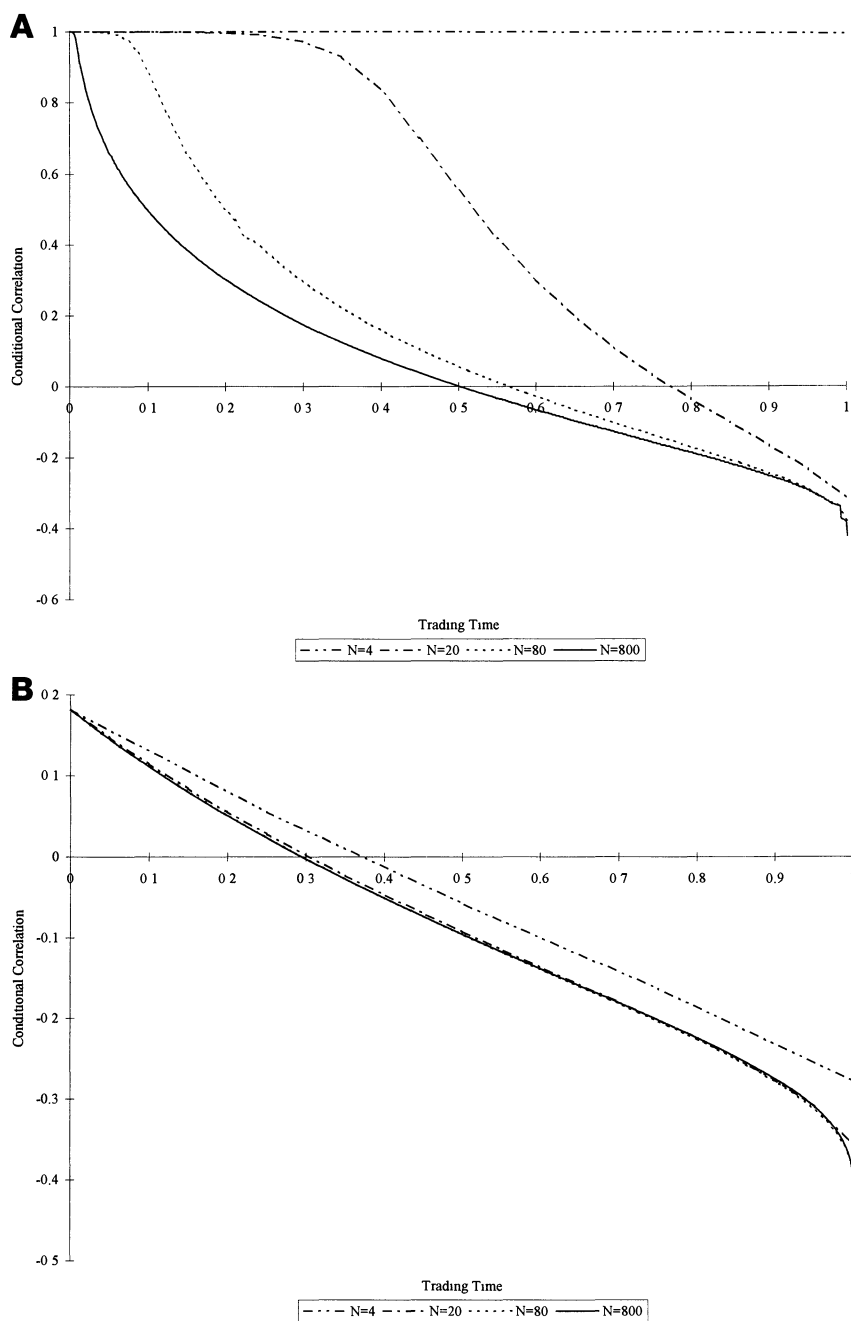 A
1
0 8
0.6
0.4
0 2
0
-0 2
-0.4
-0 6
Conditional Correlation
0 0 1 0 2 0 3 0 4 0.5 0.6 0.7 0 8 0 9 1
Trading Time
N=4 N=20 N=80 N=800
B
0 2
0 1
0
-0.1
-0 2
-0.3
-0.4
-0 5
Conditional Correlation
0 0 1 0 2 0 3 0.4 0.5 0.6 0.7 0.8 0.9
Trading Time
N=4 N=20 N=80 N=800